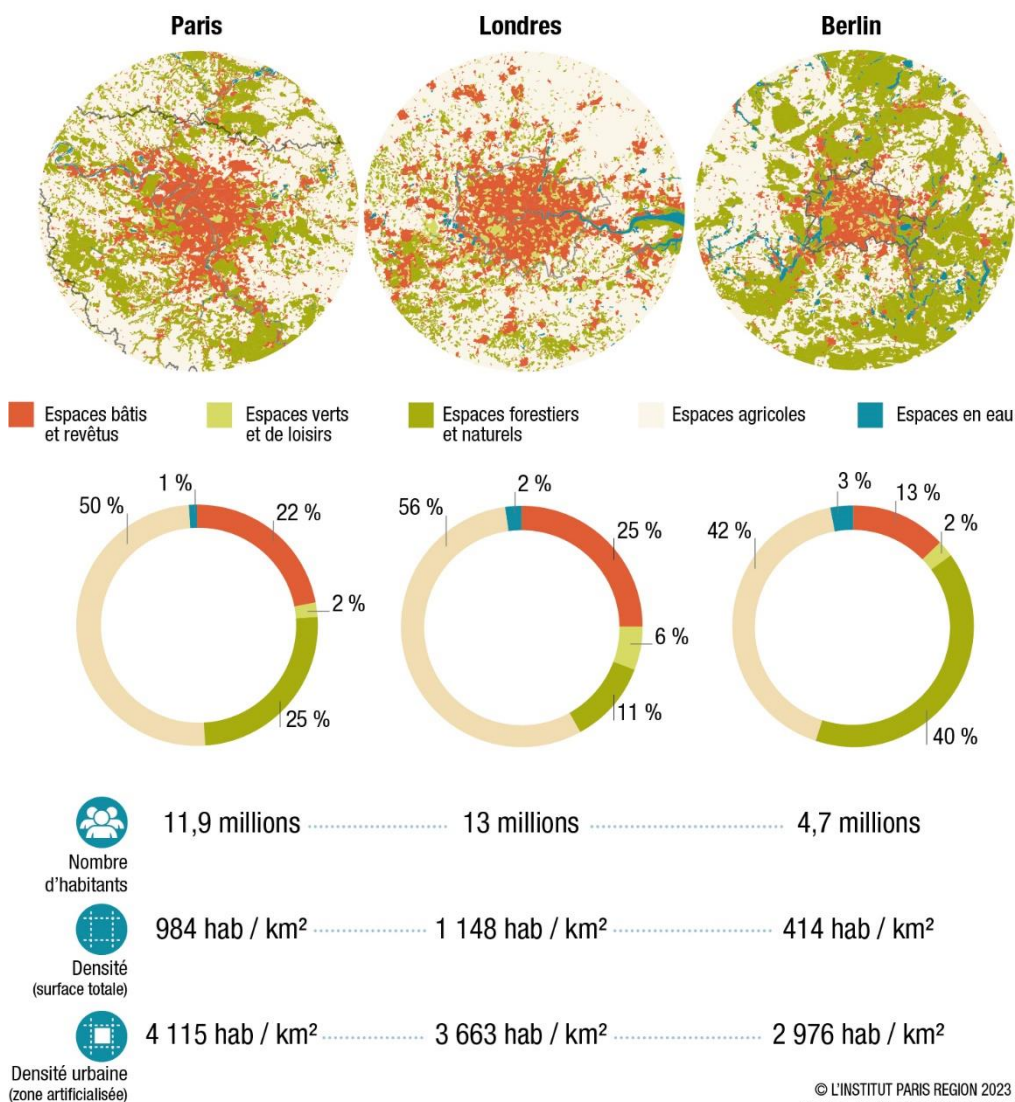 Paris
Londres
Berlin
Espaces bâtis
et revêtus
Espaces verts
et de loisirs
Espaces forestiers
et naturels
Espaces agricoles
Espaces en eau
50 %
1 %
22 %
2 %
25 %
56 %
2 %
25 %
6 %
11 %
42 %
3 %
13 %
2 %
40 %
Nombre
d'habitants
11,9 millions
13 millions
4,7 millions
Densité
(surface totale)
984 hab / km²
1 148 hab / km²
414 hab / km²
Densité urbaine
(zone artificialisée)
4 115 hab / km²
3 663 hab / km²
2 976 hab / km²
© L'INSTITUT PARIS REGION 2023